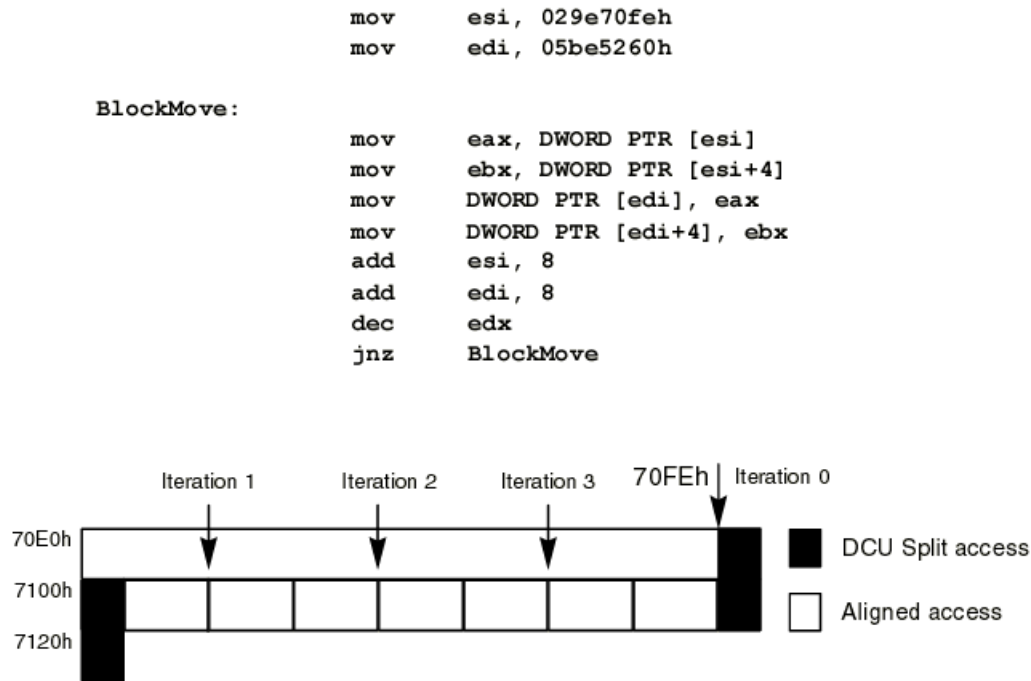 mov esi, 029e70feh
mov edi, 05be5260h
BlockMove:
mov eax, DWORD PTR [esi]
mov ebx, DWORD PTR [esi+4]
mov DWORD PTR [edi], eax
mov DWORD PTR [edi+4], ebx
add esi, 8
add edi, 8
dec edx
jnz BlockMove
Iteration 1 Iteration 2 Iteration 3 70FEh Iteration 0
70E0h DCU Split access
7100h Aligned access
7120h